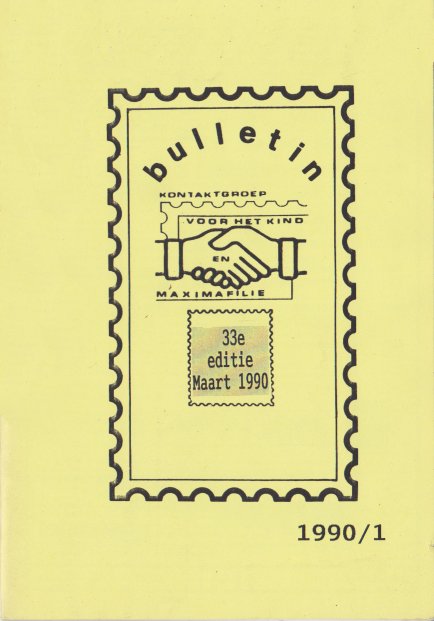 bulletin
KONTAKTGROEP
VOOR HET KIND
EN
MAXIMAFILIE
33e
editie
Maart 1990
1990/1